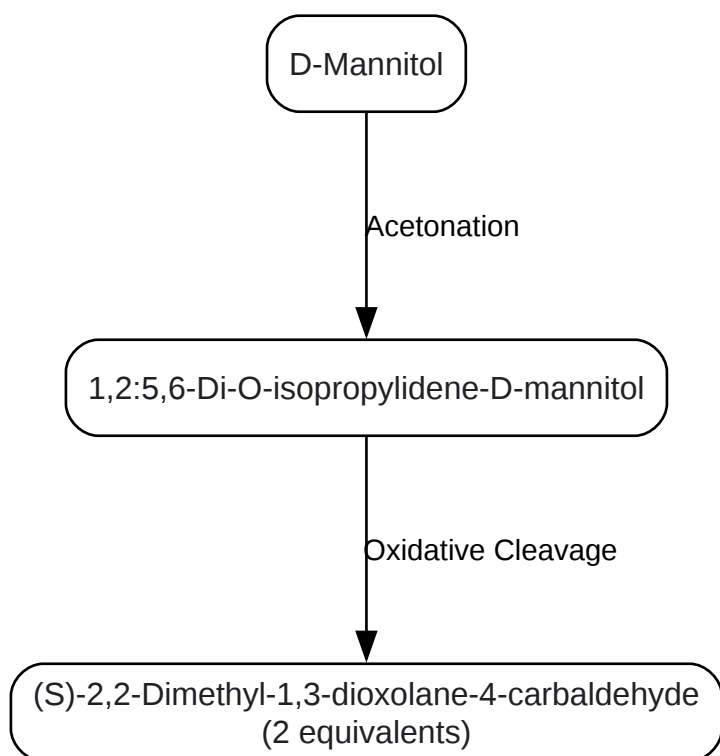 D-Mannitol
Acetonation
1,2:5,6-Di-O-isopropylidene-D-mannitol
Oxidative Cleavage
(S)-2,2-Dimethyl-1,3-dioxolane-4-carbaldehyde
(2 equivalents)